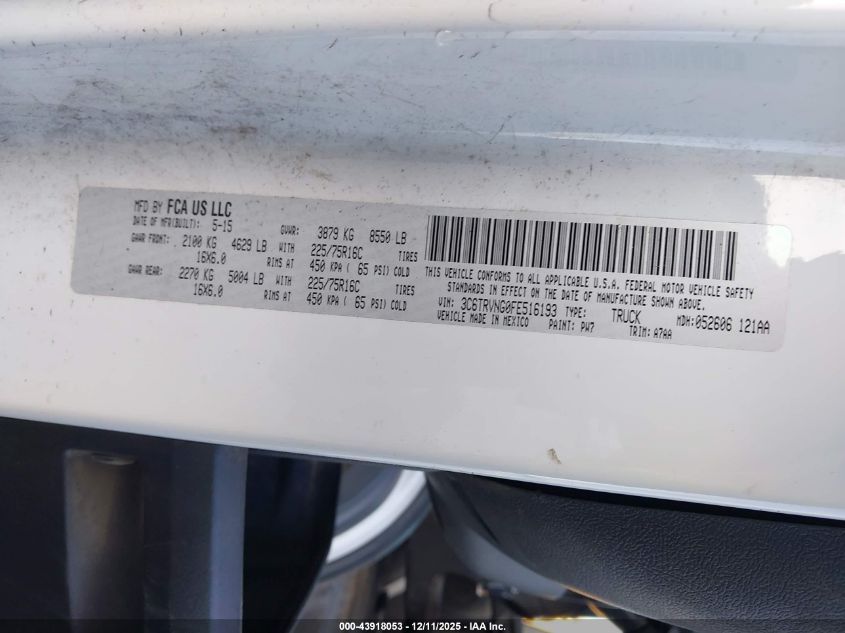 MFD BY FCA US LLC
DATE OF MFR(BUILT): 5-15 GVWR: 3879 KG 8550 LB
GAWR FRONT: 2100 KG 4629 LB WITH 225/75R16C TIRES
16X6.0 RIMS AT 450 KPA ( 65 PSI) COLD
GAWR REAR: 2270 KG 5004 LB WITH 225/75R16C TIRES
16X6.0 RIMS AT 450 KPA ( 65 PSI) COLD
THIS VEHICLE CONFORMS TO ALL APPLICABLE U.S.A. FEDERAL MOTOR VEHICLE SAFETY
STANDARDS IN EFFECT ON THE DATE OF MANUFACTURE SHOWN ABOVE.
VIN: 3C6TRVNG0FE516193 TYPE: TRUCK MDH:052606 121AA
VEHICLE MADE IN MEXICO PAINT: PW7 TRIM: A7AA
000-43918053 - 12/11/2025 - IAA Inc.